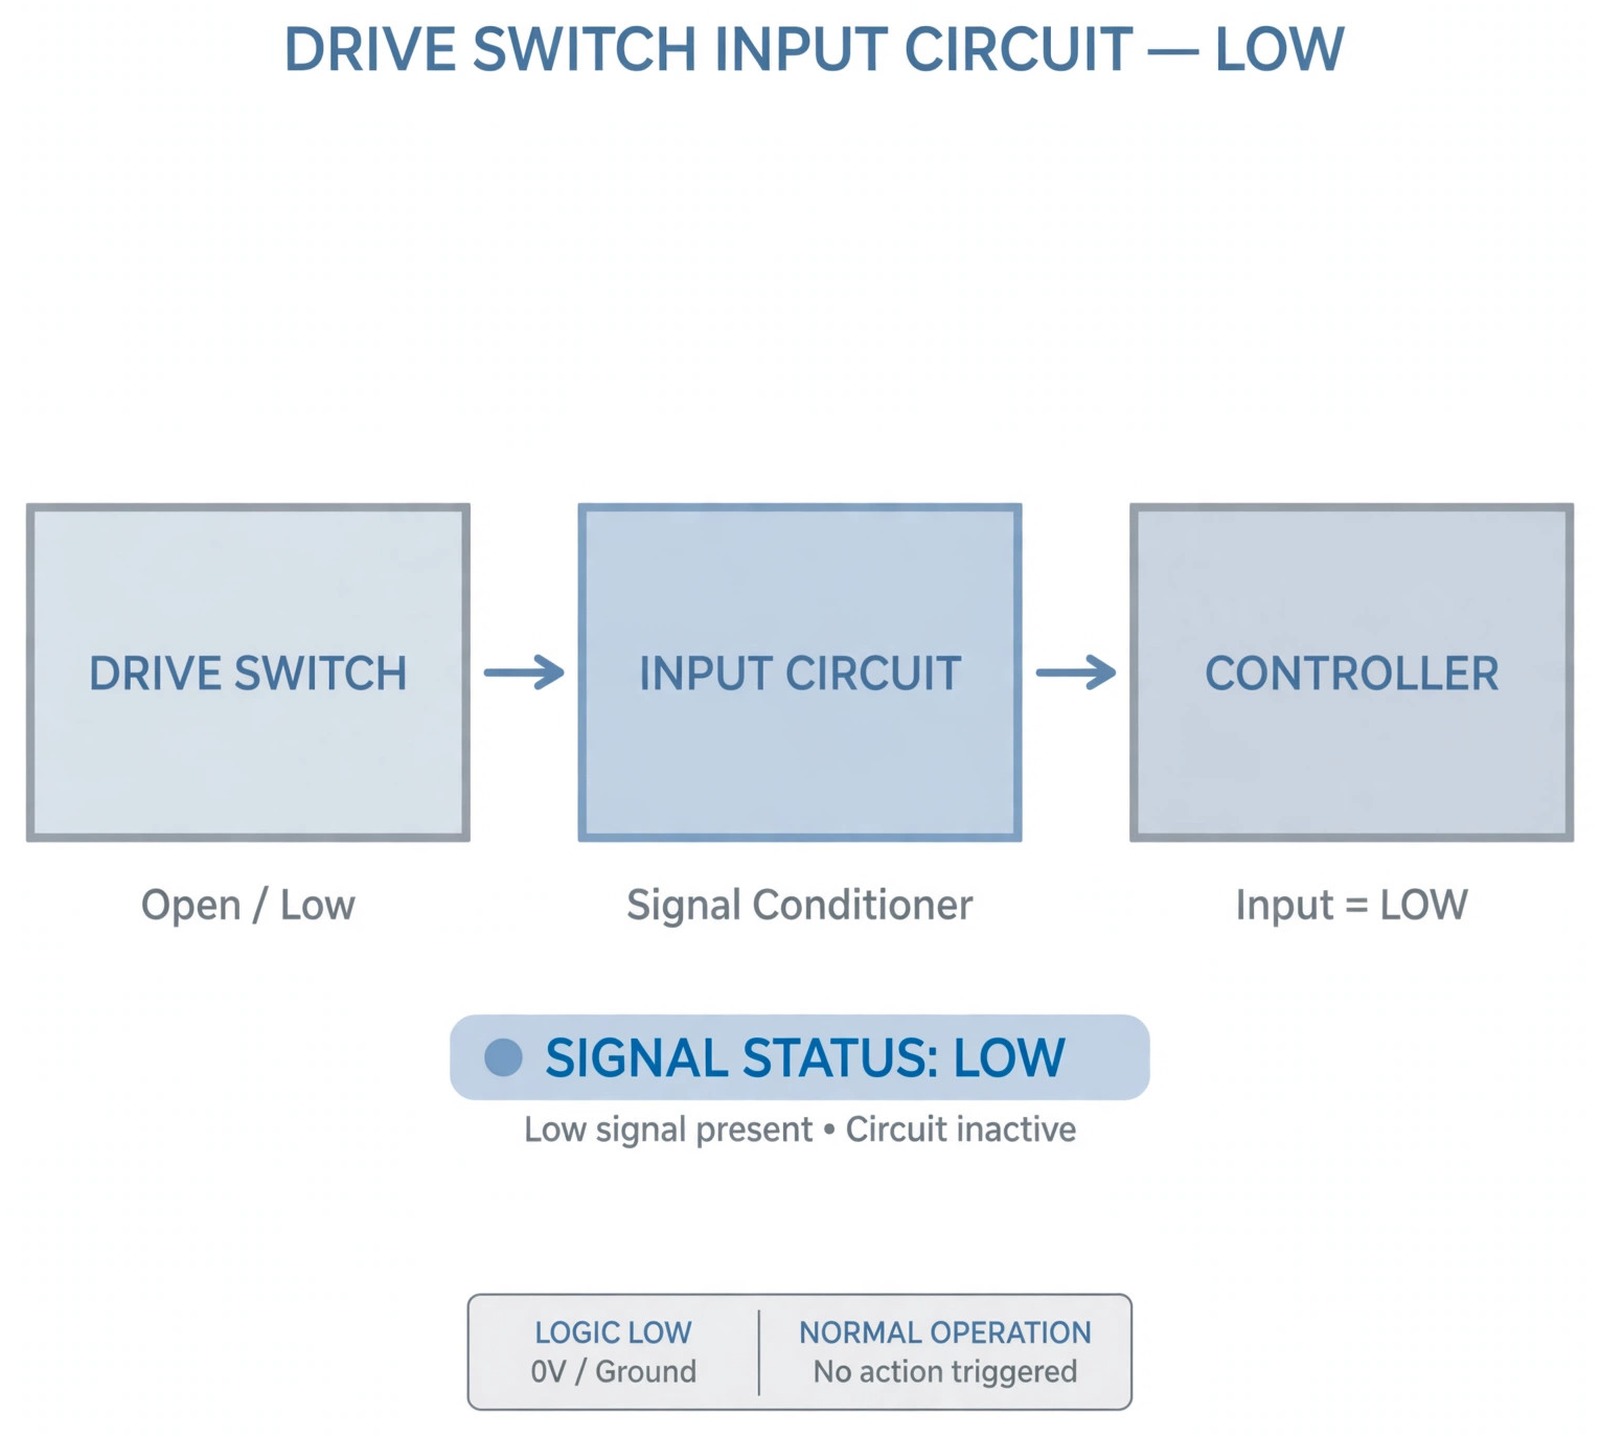 DRIVE SWITCH INPUT CIRCUIT — LOW
DRIVE SWITCH
INPUT CIRCUIT
CONTROLLER
Open / Low
Signal Conditioner
Input = LOW
SIGNAL STATUS: LOW
Low signal present • Circuit inactive
LOGIC LOW
0V / Ground
NORMAL OPERATION
No action triggered